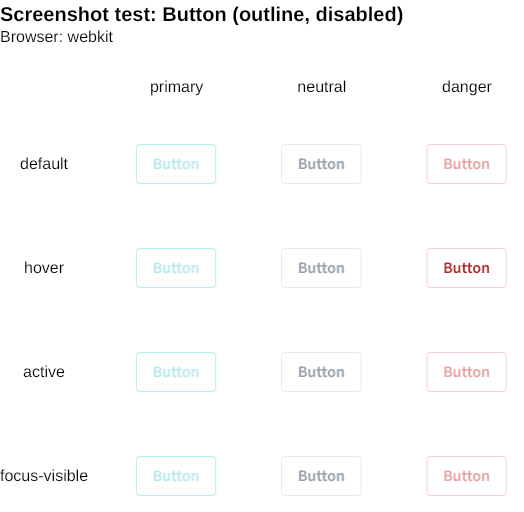 Screenshot test: Button (outline, disabled)
Browser: webkit
primary neutral danger
default Button Button Button
hover Button Button Button
active Button Button Button
focus-visible Button Button Button